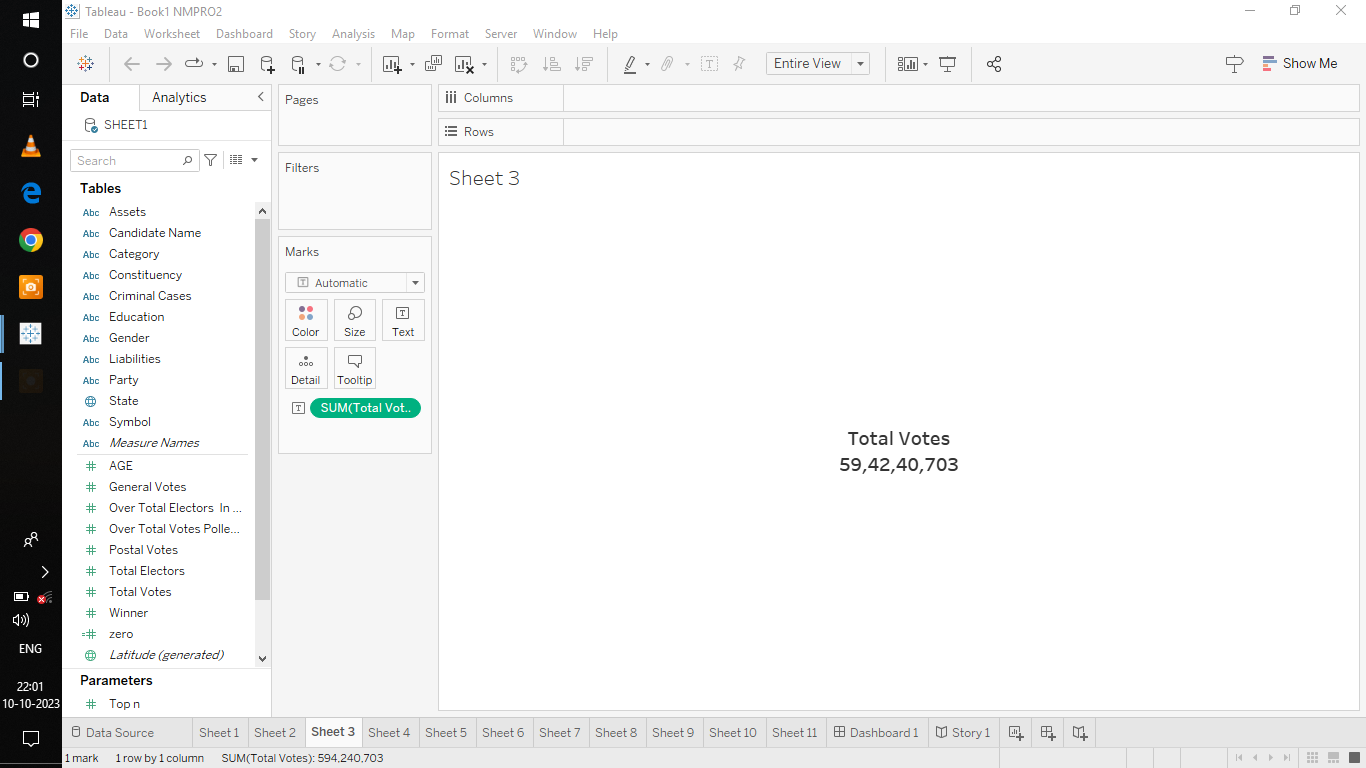 Tableau - Book1 NMPRO2
File Data Worksheet Dashboard Story Analysis Map Format Server Window Help
Entire View
Show Me
Data Analytics
SHEET1
Search
Tables
Abc Assets
Abc Candidate Name
Abc Category
Abc Constituency
Abc Criminal Cases
Abc Education
Abc Gender
Abc Liabilities
Abc Party
State
Abc Symbol
Abc Measure Names
# AGE
# General Votes
# Over Total Electors In ...
# Over Total Votes Polle...
# Postal Votes
# Total Electors
# Total Votes
# Winner
=# zero
Latitude (generated)
Parameters
# Top n
Pages
Filters
Marks
T Automatic
Color Size T Text
Detail Tooltip
T SUM(Total Vot..
Columns
Rows
Sheet 3
Total Votes
59,42,40,703
Data Source Sheet 1 Sheet 2 Sheet 3 Sheet 4 Sheet 5 Sheet 6 Sheet 7 Sheet 8 Sheet 9 Sheet 10 Sheet 11 Dashboard 1 Story 1
1 mark 1 row by 1 column SUM(Total Votes): 594,240,703
ENG
22:01
10-10-2023